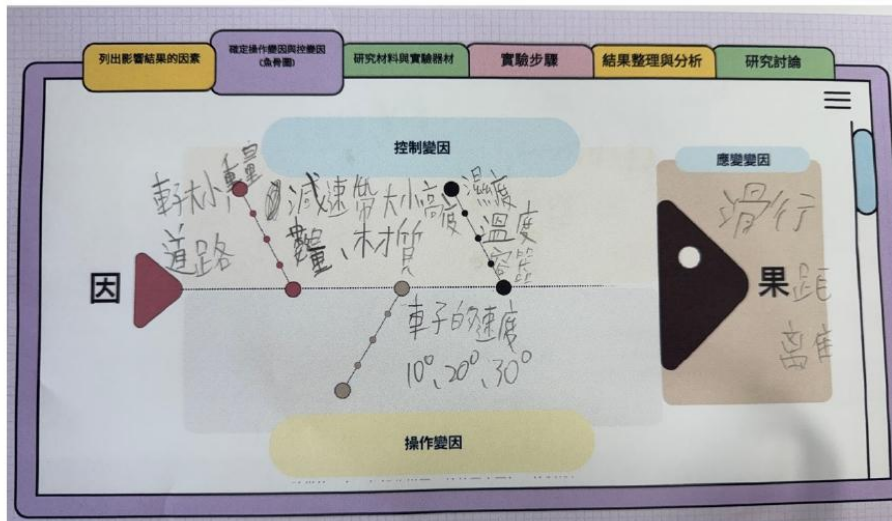 列出影響結果的因素
確定操作變因與控變因
(魚骨圖)
研究材料與實驗器材
實驗步驟
結果整理與分析
研究討論
控制變因
應變變因
車子大小,重量
道路
減速帶大小高度
數量、材質
濕度
溫度
因
果
滑行
距
離
車子的速度
10°、20°、30°
操作變因